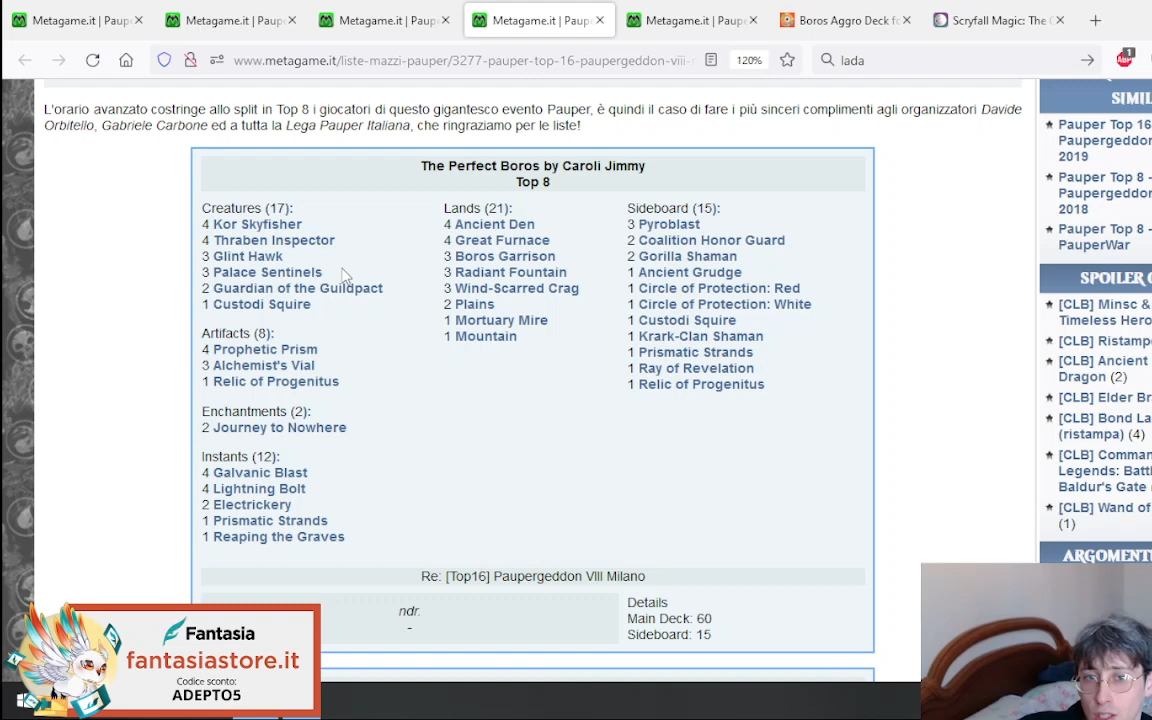 Metagame.it | Paupe
Metagame.it | Paupe
Metagame.it | Paupe
Metagame.it | Paupe
Metagame.it | Paupe
Boros Aggro Deck fo
Scryfall Magic: The G
www.metagame.it/liste-mazzi-pauper/3277-pauper-top-16-paupergeddon-viii-
120%
lada
1
L'orario avanzato costringe allo split in Top 8 i giocatori di questo gigantesco evento Pauper, è quindi il caso di fare i più sinceri complimenti agli organizzatori Davide
Orbitello, Gabriele Carbone ed a tutta la Lega Pauper Italiana, che ringraziamo per le liste!
The Perfect Boros by Caroli Jimmy
Top 8
Creatures (17):
4 Kor Skyfisher
4 Thraben Inspector
3 Glint Hawk
3 Palace Sentinels
2 Guardian of the Guildpact
1 Custodi Squire
Artifacts (8):
4 Prophetic Prism
3 Alchemist's Vial
1 Relic of Progenitus
Enchantments (2):
2 Journey to Nowhere
Instants (12):
4 Galvanic Blast
4 Lightning Bolt
2 Electrickery
1 Prismatic Strands
1 Reaping the Graves
Lands (21):
4 Ancient Den
4 Great Furnace
3 Boros Garrison
3 Radiant Fountain
3 Wind-Scarred Crag
2 Plains
1 Mortuary Mire
1 Mountain
Sideboard (15):
3 Pyroblast
2 Coalition Honor Guard
2 Gorilla Shaman
1 Ancient Grudge
1 Circle of Protection: Red
1 Circle of Protection: White
1 Custodi Squire
1 Krark-Clan Shaman
1 Prismatic Strands
1 Ray of Revelation
1 Relic of Progenitus
Re: [Top16] Paupergeddon VIII Milano
ndr.
-
Details
Main Deck: 60
Sideboard: 15
SIMIL
Pauper Top 16
Paupergeddon
2019
Pauper Top 8 -
Paupergeddon
2018
Pauper Top 8 -
PauperWar
SPOILER C
[CLB] Minsc &
Timeless Hero
[CLB] Ristamp
[CLB] Ancient
Dragon (2)
[CLB] Elder Br
[CLB] Bond La
(ristampa) (4)
[CLB] Comman
Legends: Battl
Baldur's Gate
[CLB] Wand of
(1)
ARGOMENT
Fantasia
fantasiastore.it
Codice sconto:
ADEPTO5